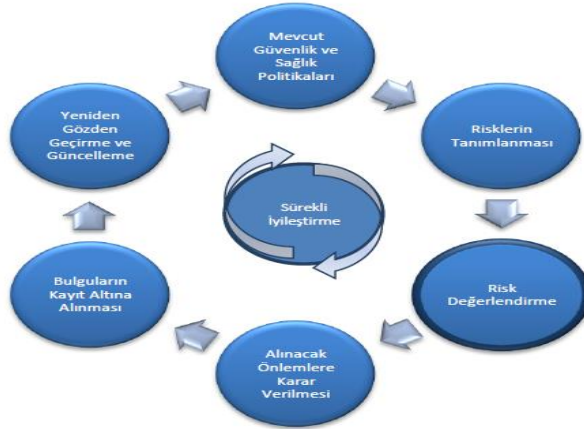 Mevcut
Güvenlik ve
Sağlık
Politikaları
Risklerin
Tanımlanması
Risk
Değerlendirme
Alınacak
Önlemlere
Karar
Verilmesi
Bulguların
Kayıt Altına
Alınması
Yeniden
Gözden
Geçirme ve
Güncelleme
Sürekli
İyileştirme